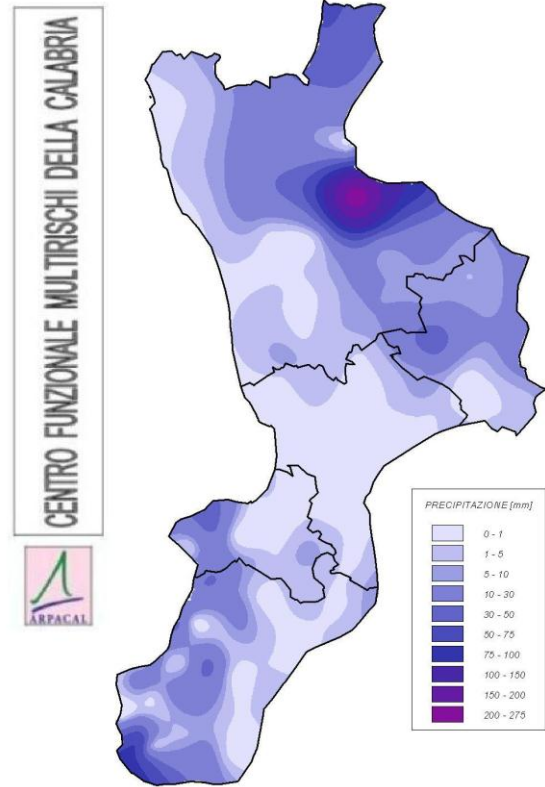 CENTRO FUNZIONALE MULTIRISCHI DELLA CALABRIA
ARPACAL
PRECIPITAZIONE [mm]
0 - 1
1 - 5
5 - 10
10 - 30
30 - 50
50 - 75
75 - 100
100 - 150
150 - 200
200 - 275